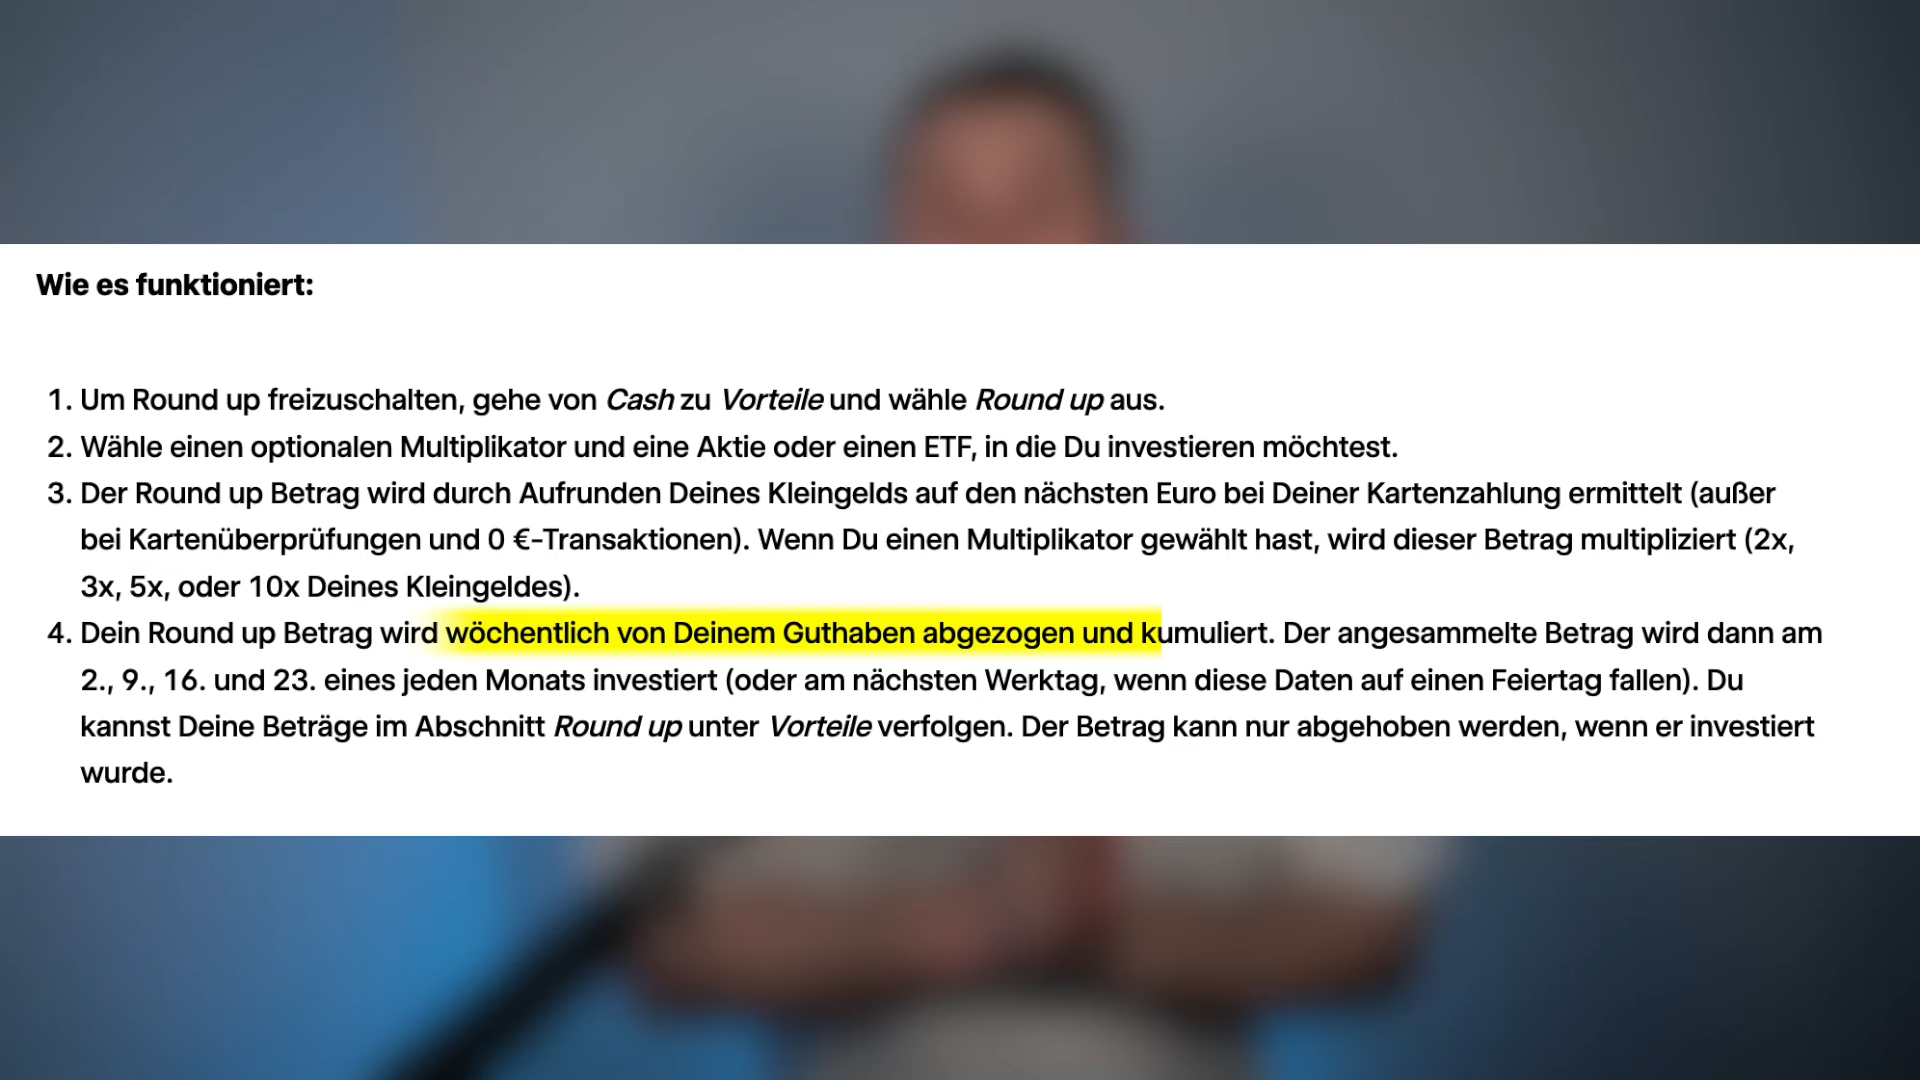 Wie es funktioniert:
1. Um Round up freizuschalten, gehe von Cash zu Vorteile und wähle Round up aus.
2. Wähle einen optionalen Multiplikator und eine Aktie oder einen ETF, in die Du investieren möchtest.
3. Der Round up Betrag wird durch Aufrunden Deines Kleingelds auf den nächsten Euro bei Deiner Kartenzahlung ermittelt (außer
bei Kartenüberprüfungen und 0 €-Transaktionen). Wenn Du einen Multiplikator gewählt hast, wird dieser Betrag multipliziert (2x,
3x, 5x, oder 10x Deines Kleingeldes).
4. Dein Round up Betrag wird wöchentlich von Deinem Guthaben abgezogen und kumuliert. Der angesammelte Betrag wird dann am
2., 9., 16. und 23. eines jeden Monats investiert (oder am nächsten Werktag, wenn diese Daten auf einen Feiertag fallen). Du
kannst Deine Beträge im Abschnitt Round up unter Vorteile verfolgen. Der Betrag kann nur abgehoben werden, wenn er investiert
wurde.